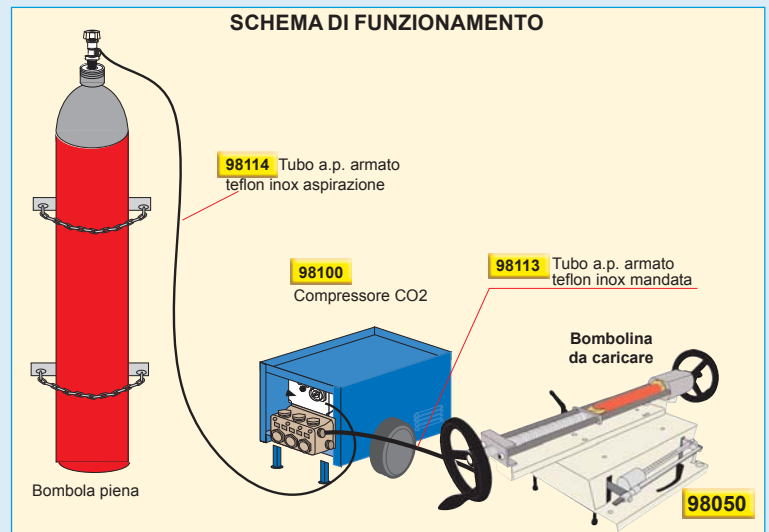 SCHEMA DI FUNZIONAMENTO
98114 Tubo a.p. armato
teflon inox aspirazione
98100
Compressore CO2
98113 Tubo a.p. armato
teflon inox mandata
Bombolina
da caricare
Bombola piena
98050